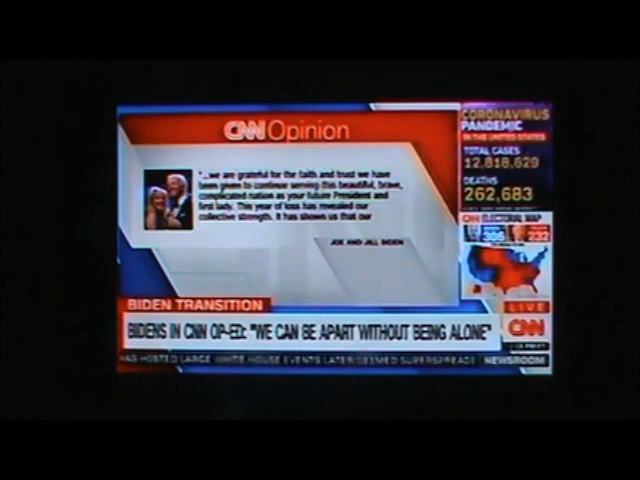 CNN Opinion
"...we are grateful for the faith and trust we have
been given to continue serving this beautiful, brave,
complicated nation as your future President and
first lady. This year of loss has revealed our
collective strength. It has shown us that our
JOE AND JILL BIDEN
CORONAVIRUS
PANDEMIC
IN THE UNITED STATES
TOTAL CASES
12,818,629
DEATHS
262,683
CNN ELECTORAL MAP
306 232
BIDEN TRANSITION
BIDENS IN CNN OP-ED: "WE CAN BE APART WITHOUT BEING ALONE"
LIVE
CNN
HAS HOSTED LARGE WHITE HOUSE EVENTS LATER DEEMED SUPERSPREADE
NEWSROOM